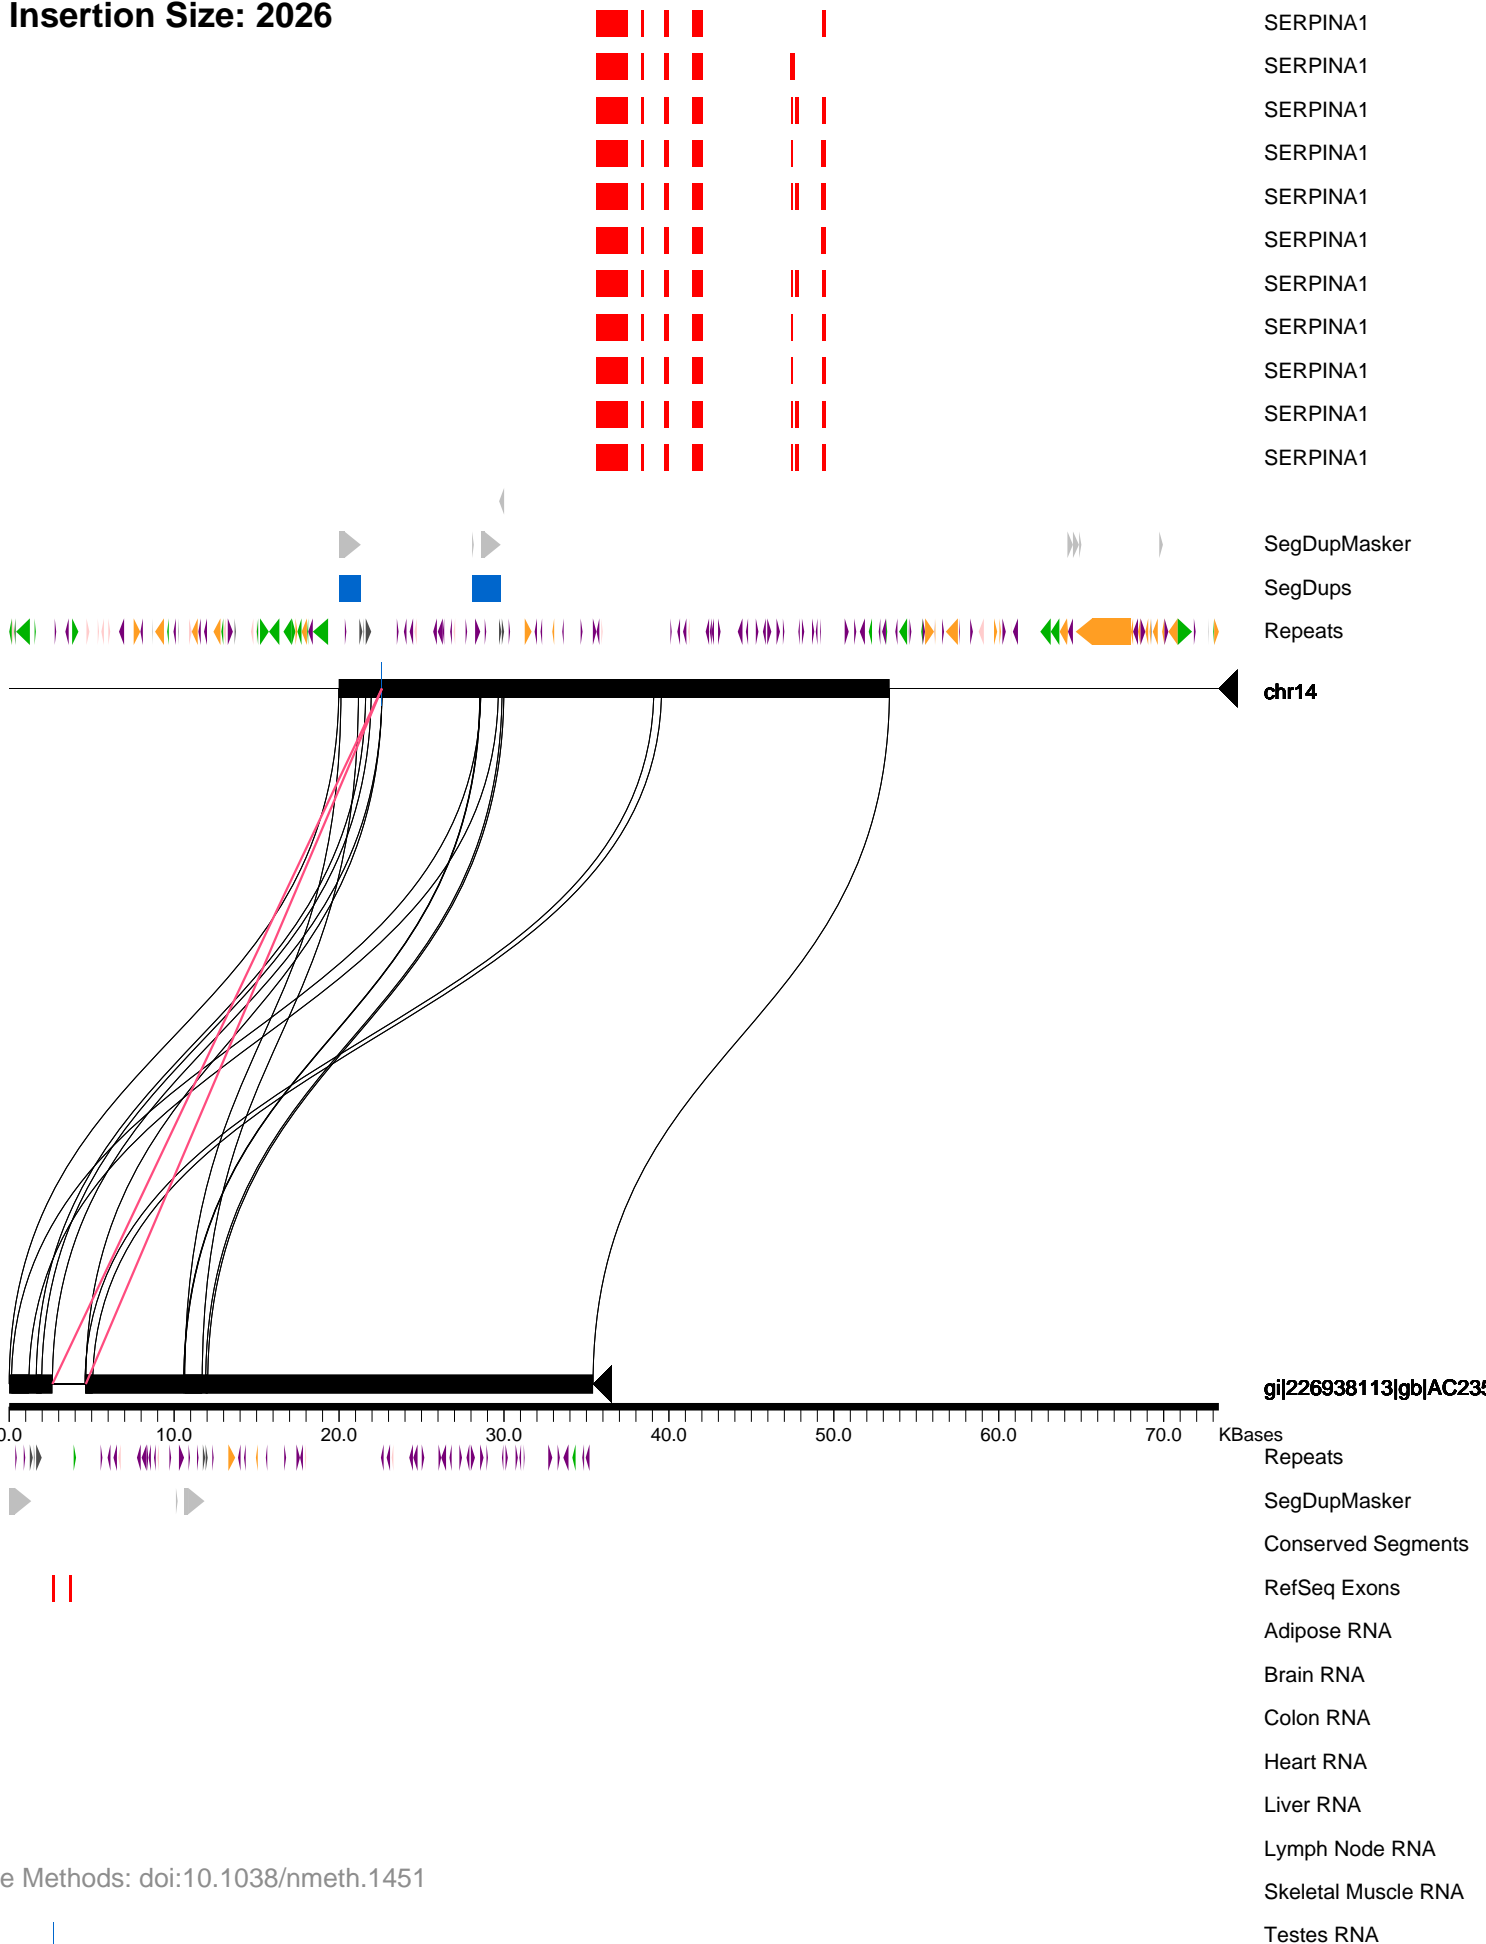 Insertion Size: 2026
SERPINA1
SERPINA1
SERPINA1
SERPINA1
SERPINA1
SERPINA1
SERPINA1
SERPINA1
SERPINA1
SERPINA1
SERPINA1
SegDupMasker
SegDups
Repeats
chr14
gi|226938113|gb|AC235
0.0 10.0 20.0 30.0 40.0 50.0 60.0 70.0 KBases
Repeats
SegDupMasker
Conserved Segments
RefSeq Exons
Adipose RNA
Brain RNA
Colon RNA
Heart RNA
Liver RNA
Lymph Node RNA
e Methods: doi:10.1038/nmeth.1451
Skeletal Muscle RNA
Testes RNA